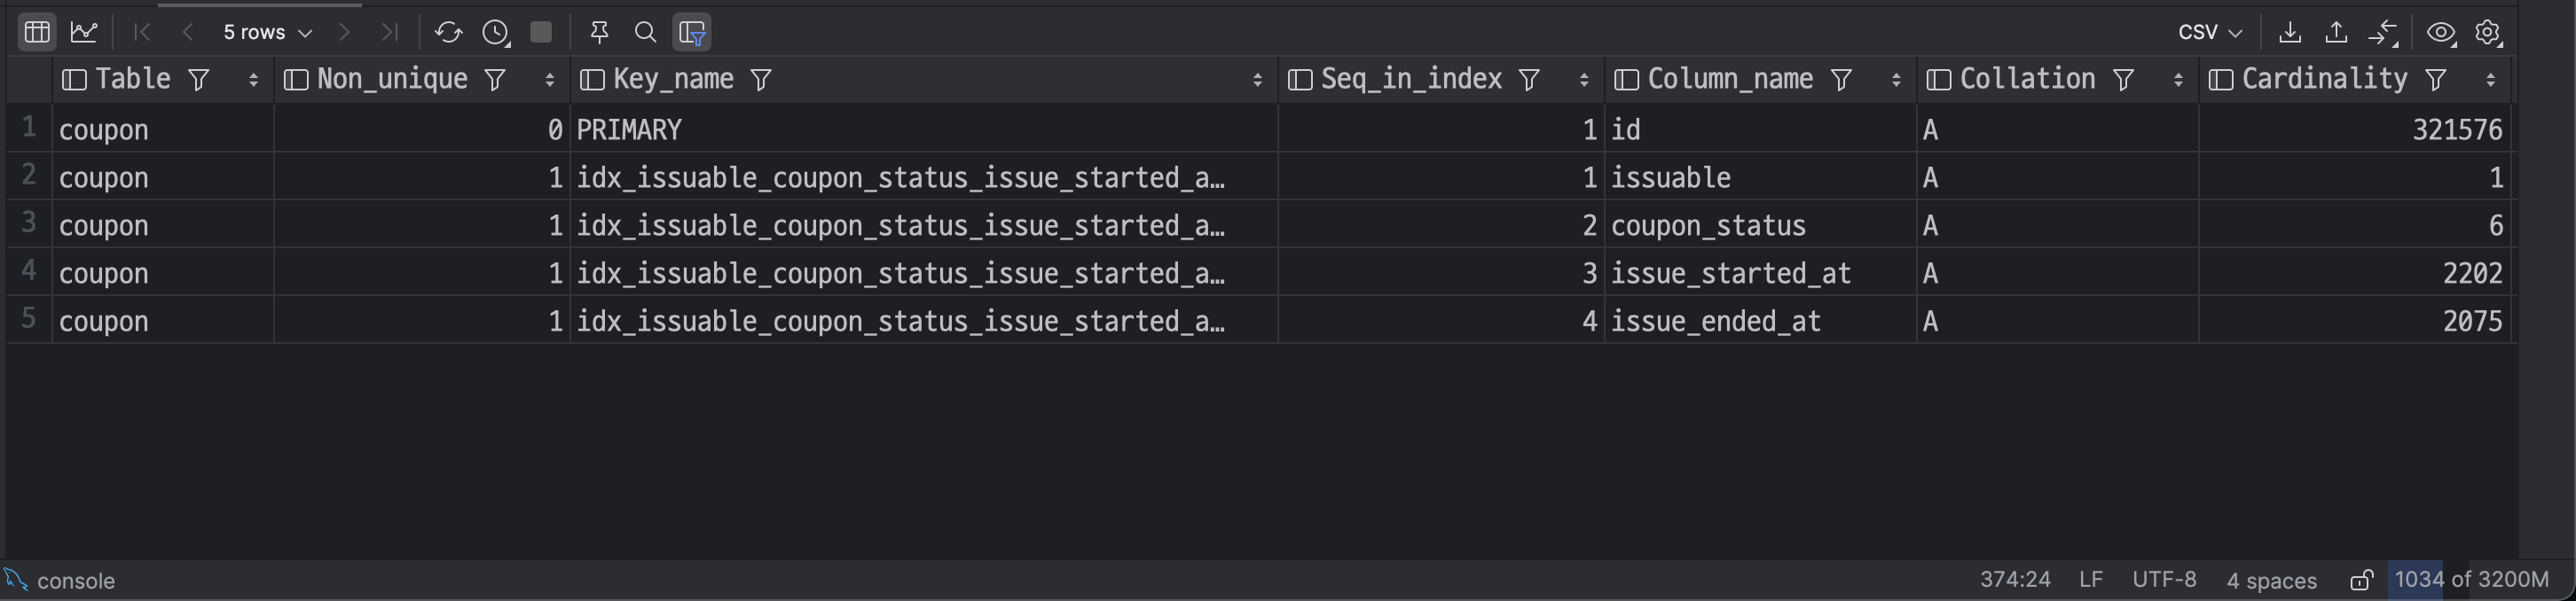 5 rows CSV
Table Non_unique Key_name Seq_in_index Column_name Collation Cardinality
1 coupon 0 PRIMARY 1 id A 321576
2 coupon 1 idx_issuable_coupon_status_issue_started_a… 1 issuable A 1
3 coupon 1 idx_issuable_coupon_status_issue_started_a… 2 coupon_status A 6
4 coupon 1 idx_issuable_coupon_status_issue_started_a… 3 issue_started_at A 2202
5 coupon 1 idx_issuable_coupon_status_issue_started_a… 4 issue_ended_at A 2075
console 374:24 LF UTF-8 4 spaces 1034 of 3200M